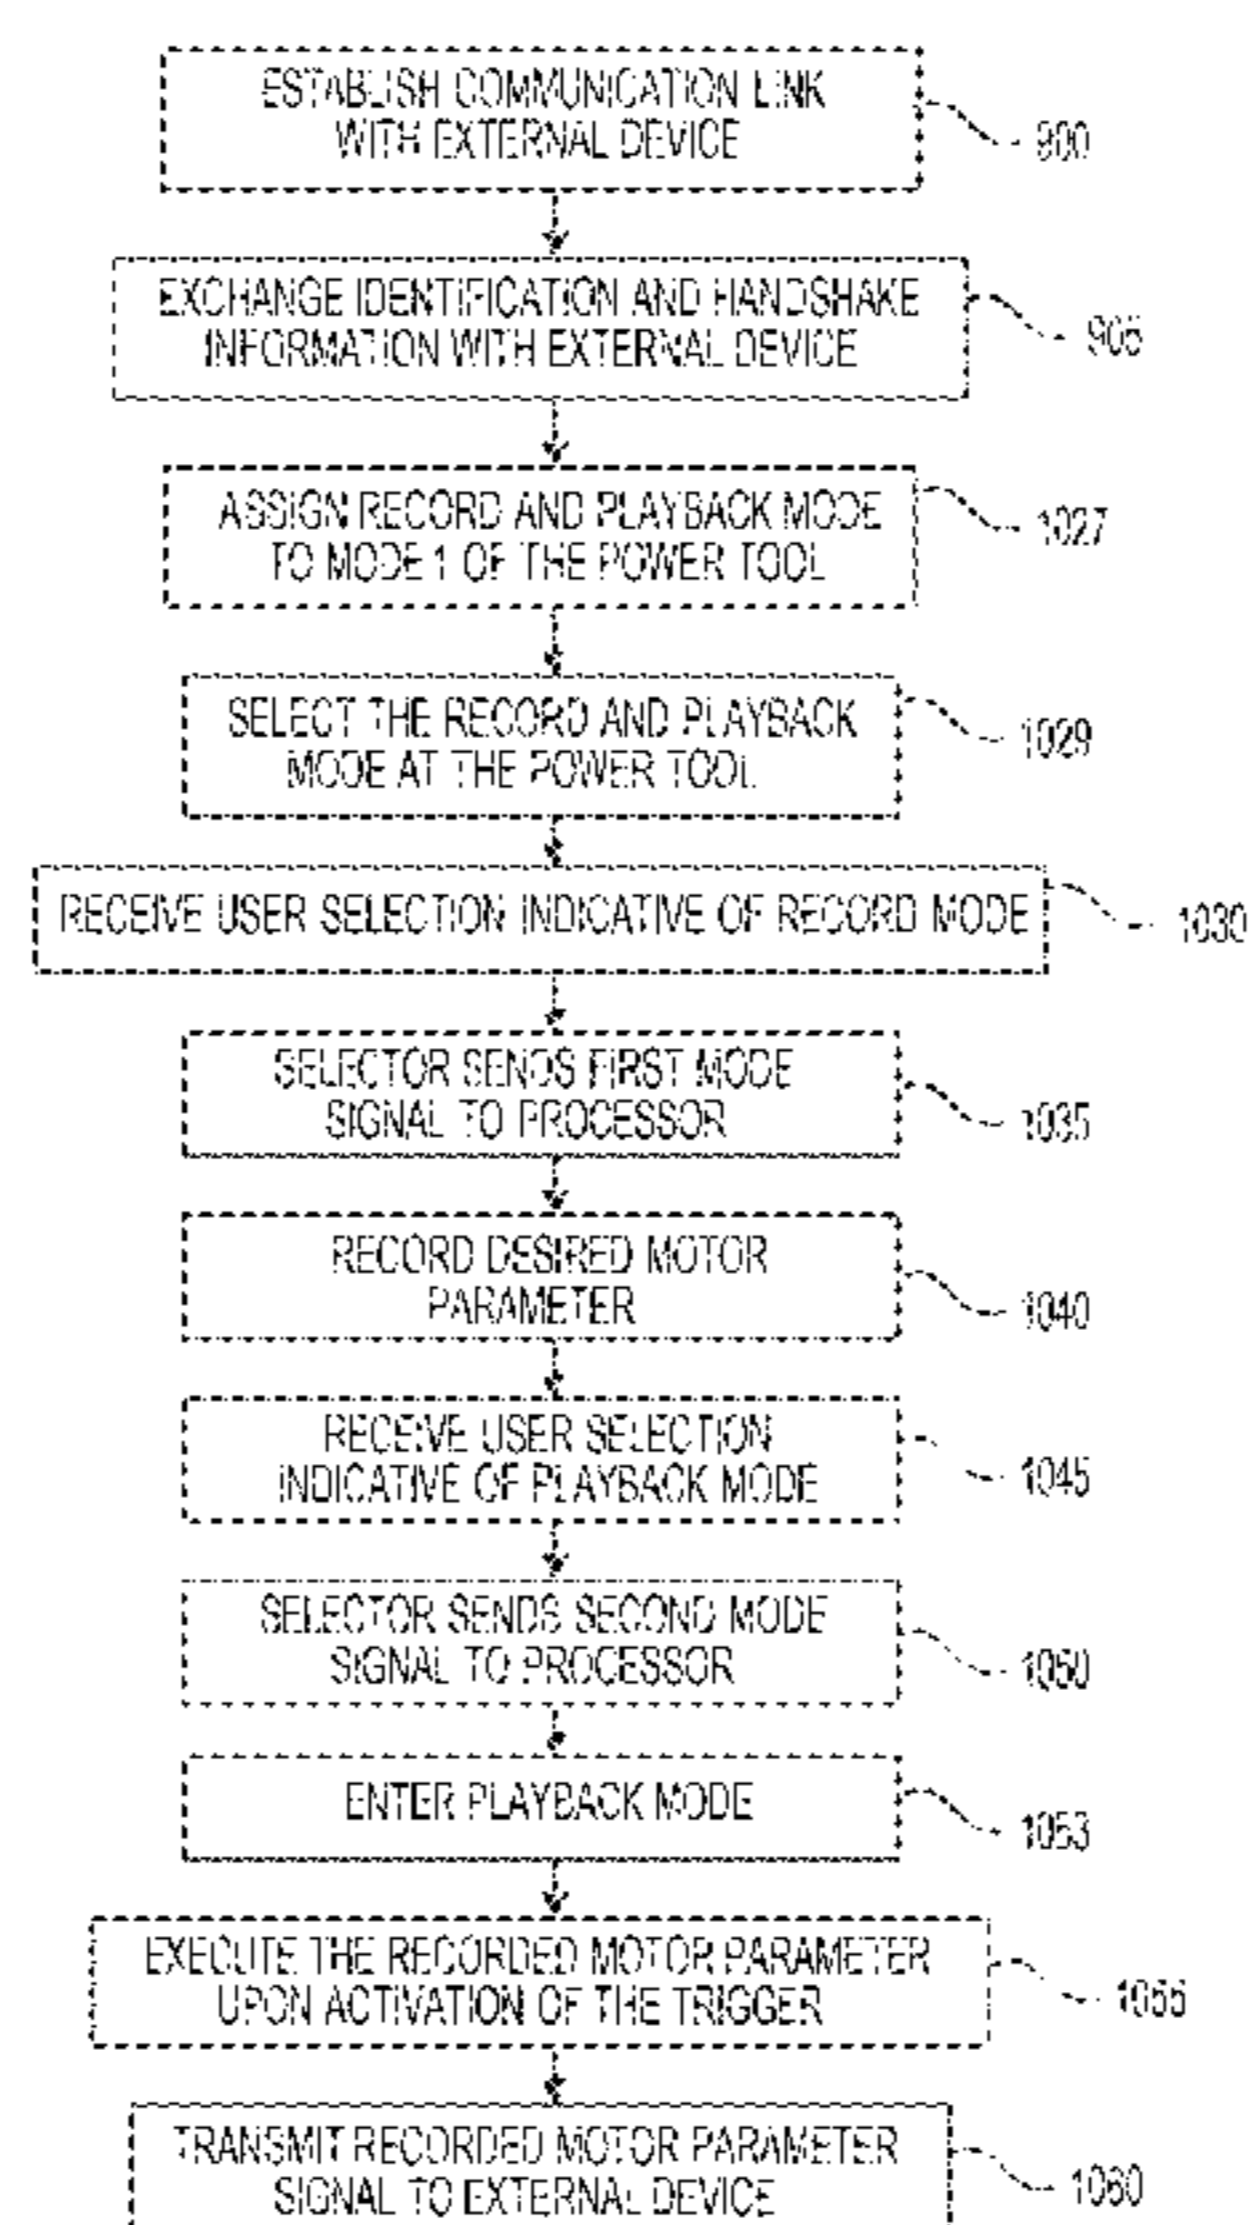 ESTABLISH COMMUNICATION LINK
WITH EXTERNAL DEVICE
900
EXCHANGE IDENTIFICATION AND HANDSHAKE
INFORMATION WITH EXTERNAL DEVICE
905
ASSIGN RECORD AND PLAYBACK MODE
TO MODE 1 OF THE POWER TOOL
1027
SELECT THE RECORD AND PLAYBACK
MODE AT THE POWER TOOL
1029
RECEIVE USER SELECTION INDICATIVE OF RECORD MODE
1030
SELECTOR SENDS FIRST MODE
SIGNAL TO PROCESSOR
1035
RECORD DESIRED MOTOR
PARAMETER
1040
RECEIVE USER SELECTION
INDICATIVE OF PLAYBACK MODE
1045
SELECTOR SENDS SECOND MODE
SIGNAL TO PROCESSOR
1050
ENTER PLAYBACK MODE
1053
EXECUTE THE RECORDED MOTOR PARAMETER
UPON ACTIVATION OF THE TRIGGER
1055
TRANSMIT RECORDED MOTOR PARAMETER
SIGNAL TO EXTERNAL DEVICE
1060